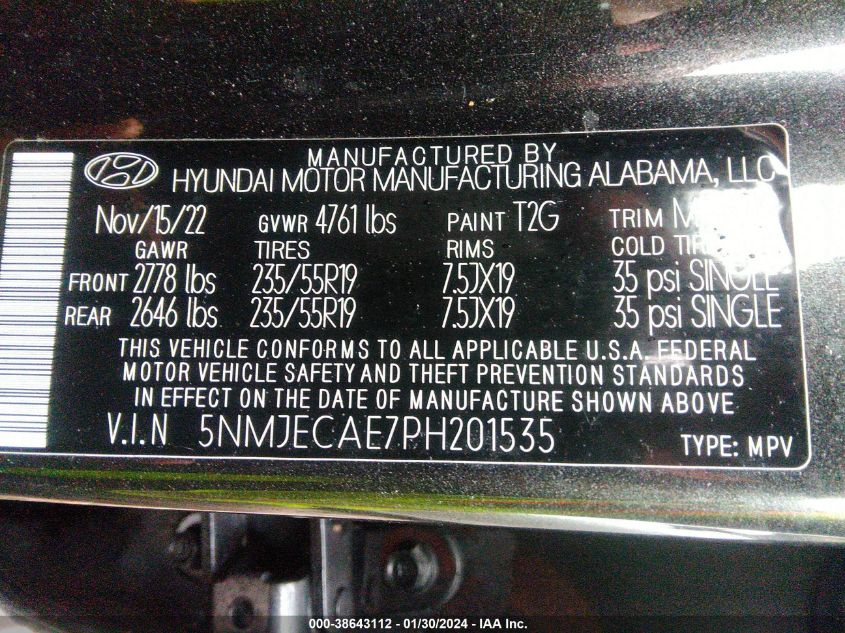 MANUFACTURED BY
HYUNDAI MOTOR MANUFACTURING ALABAMA, LLC
Nov/15/22 GVWR 4761 lbs PAINT T2G TRIM
GAWR TIRES RIMS COLD
FRONT 2778 lbs 235/55R19 7.5JX19 35 psi SINGLE
REAR 2646 lbs 235/55R19 7.5JX19 35 psi SINGLE
THIS VEHICLE CONFORMS TO ALL APPLICABLE U.S.A. FEDERAL
MOTOR VEHICLE SAFETY AND THEFT PREVENTION STANDARDS
IN EFFECT ON THE DATE OF MANUFACTURE SHOWN ABOVE
V.I.N 5NMJECAE7PH201535 TYPE: MPV
000-38643112 - 01/30/2024 - IAA Inc.